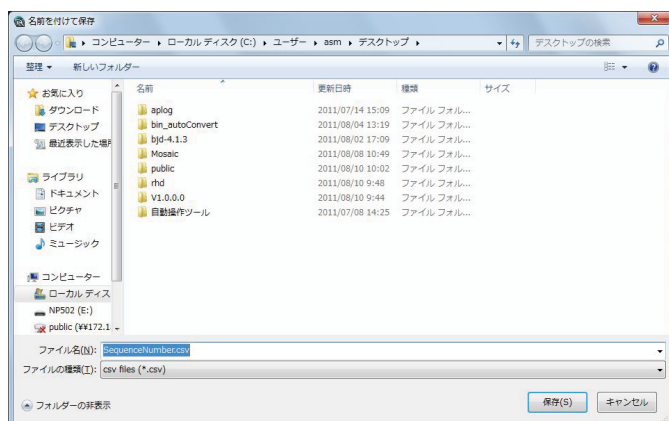 名前を付けて保存
コンピューター ▸ ローカル ディスク (C:) ▸ ユーザー ▸ asm ▸ デスクトップ ▸
デスクトップの検索
整理 新しいフォルダー
名前 更新日時 種類 サイズ
お気に入り
ダウンロード
デスクトップ
最近表示した場所
ライブラリ
ドキュメント
ピクチャ
ビデオ
ミュージック
コンピューター
ローカル ディス
NP502 (E:)
public (¥¥172.1
aplog 2011/07/14 15:09 ファイル フォル...
bin_autoConvert 2011/08/04 13:19 ファイル フォル...
bjd-4.1.3 2011/08/02 17:09 ファイル フォル...
Mosaic 2011/08/08 10:49 ファイル フォル...
public 2011/08/10 10:02 ファイル フォル...
rhd 2011/08/10 9:48 ファイル フォル...
V1.0.0.0 2011/08/10 9:44 ファイル フォル...
自動操作ツール 2011/07/08 14:25 ファイル フォル...
ファイル名(N): SequenceNumber.csv
ファイルの種類(T): csv files (*.csv)
フォルダーの非表示
保存(S) キャンセル